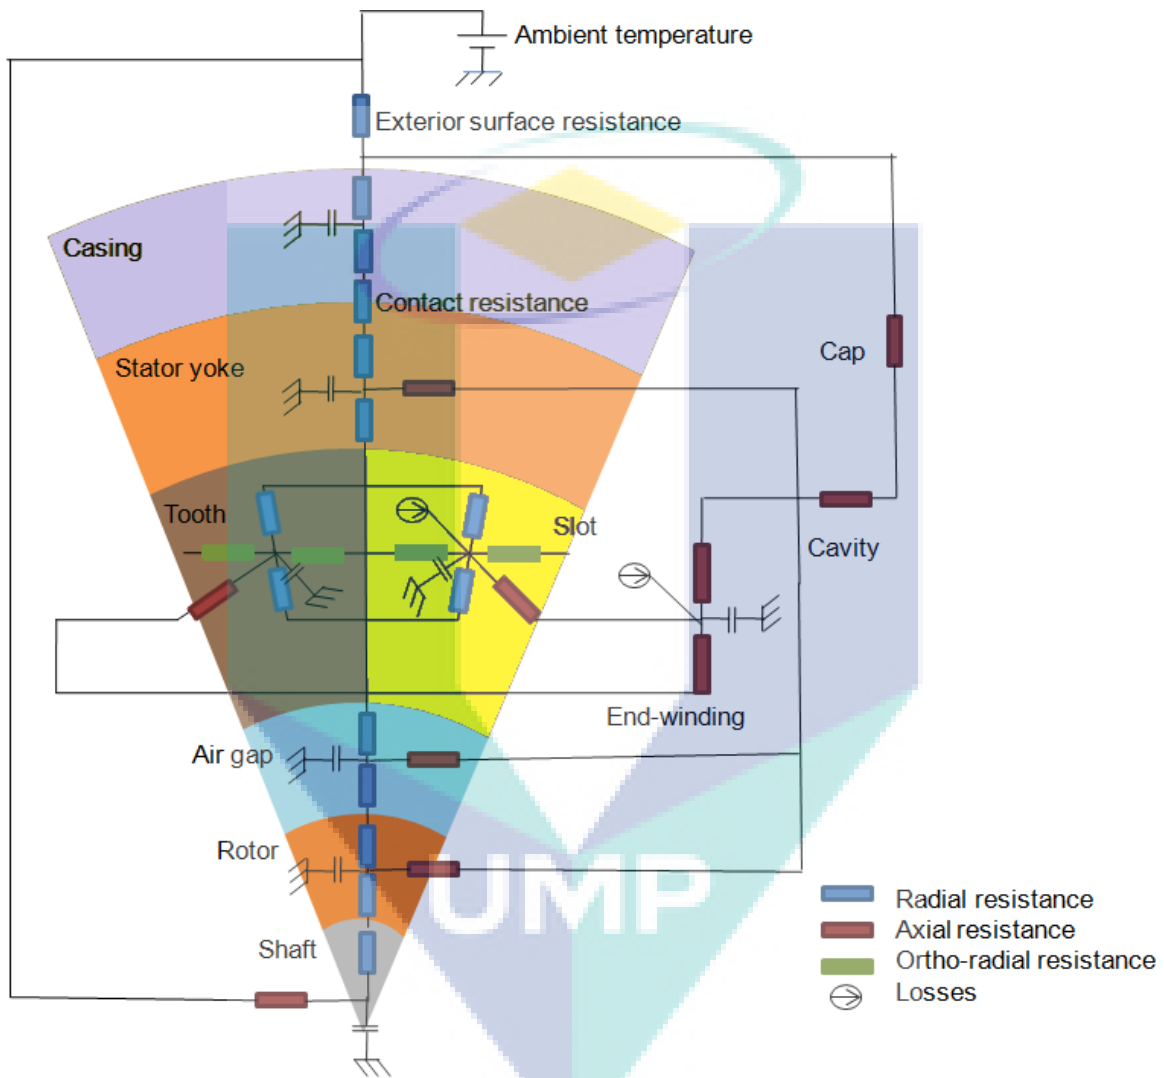 Ambient temperature
Exterior surface resistance
Casing
Contact resistance
Stator yoke
Cap
Tooth
Slot
Cavity
End-winding
Air gap
Rotor
UMP
Shaft
Radial resistance
Axial resistance
Ortho-radial resistance
Losses